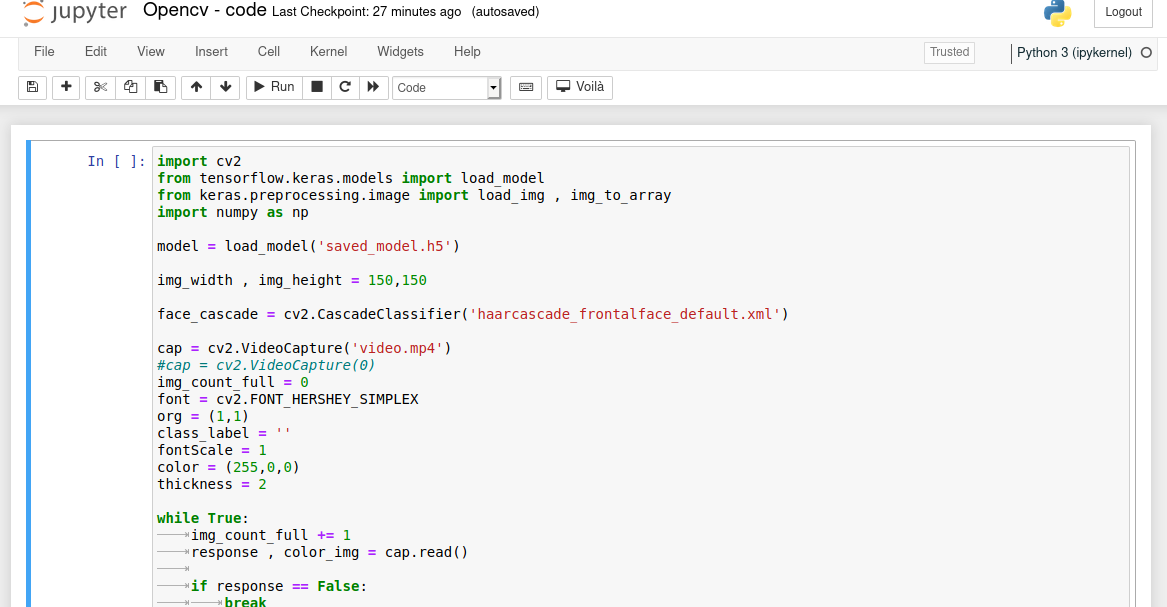 jupyter Opencv - code Last Checkpoint: 27 minutes ago (autosaved)
Logout
File Edit View Insert Cell Kernel Widgets Help Trusted Python 3 (ipykernel)
Run Code Voilà
In [ ]:
import cv2
from tensorflow.keras.models import load_model
from keras.preprocessing.image import load_img , img_to_array
import numpy as np
model = load_model('saved_model.h5')
img_width , img_height = 150,150
face_cascade = cv2.CascadeClassifier('haarcascade_frontalface_default.xml')
cap = cv2.VideoCapture('video.mp4')
#cap = cv2.VideoCapture(0)
img_count_full = 0
font = cv2.FONT_HERSHEY_SIMPLEX
org = (1,1)
class_label = ''
fontScale = 1
color = (255,0,0)
thickness = 2
while True:
img_count_full += 1
response , color_img = cap.read()
if response == False:
break